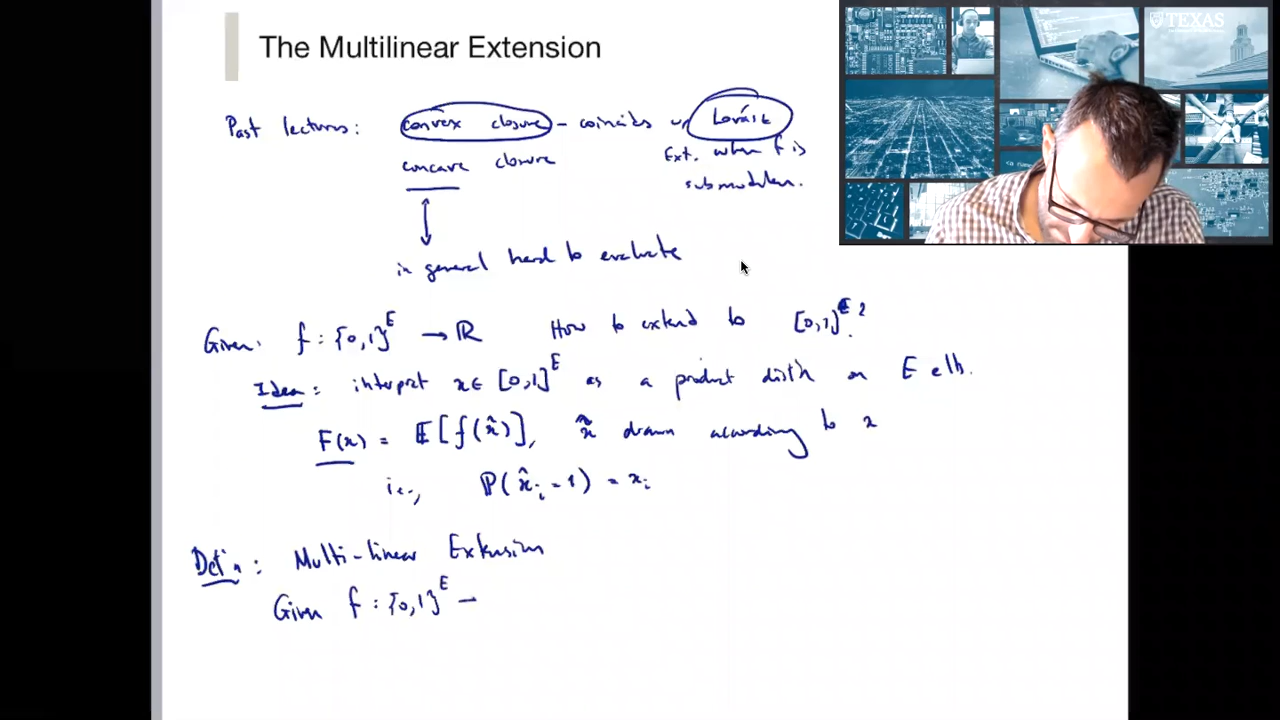 The Multilinear Extension
TEXAS
Past lectures: convex closure - coincides w/ Lovász
concave closure Ext. when f is
submodular.
in general hard to evaluate
Given: f : {0,1}^E → ℝ How to extend to [0,1]^E ?
Idea: interpret x ∈ [0,1]^E as a product distn on E elts.
F(x) = 𝔼[f(x̂)], x̂ drawn according to x
i.e., ℙ(x̂_i = 1) = x_i
Def'n: Multi-linear Extension
Given f : {0,1}^E –